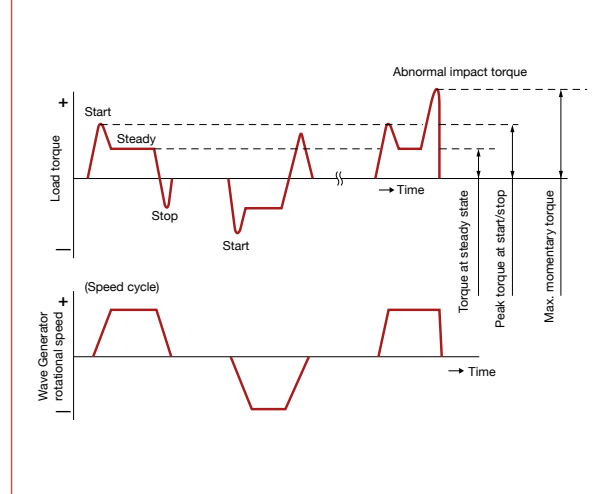 Abnormal impact torque
+
Start
Steady
Load torque
Time
Stop
Start
—
Torque at steady state
Peak torque at start/stop
Max. momentary torque
(Speed cycle)
+
Wave Generator
rotational speed
Time
—